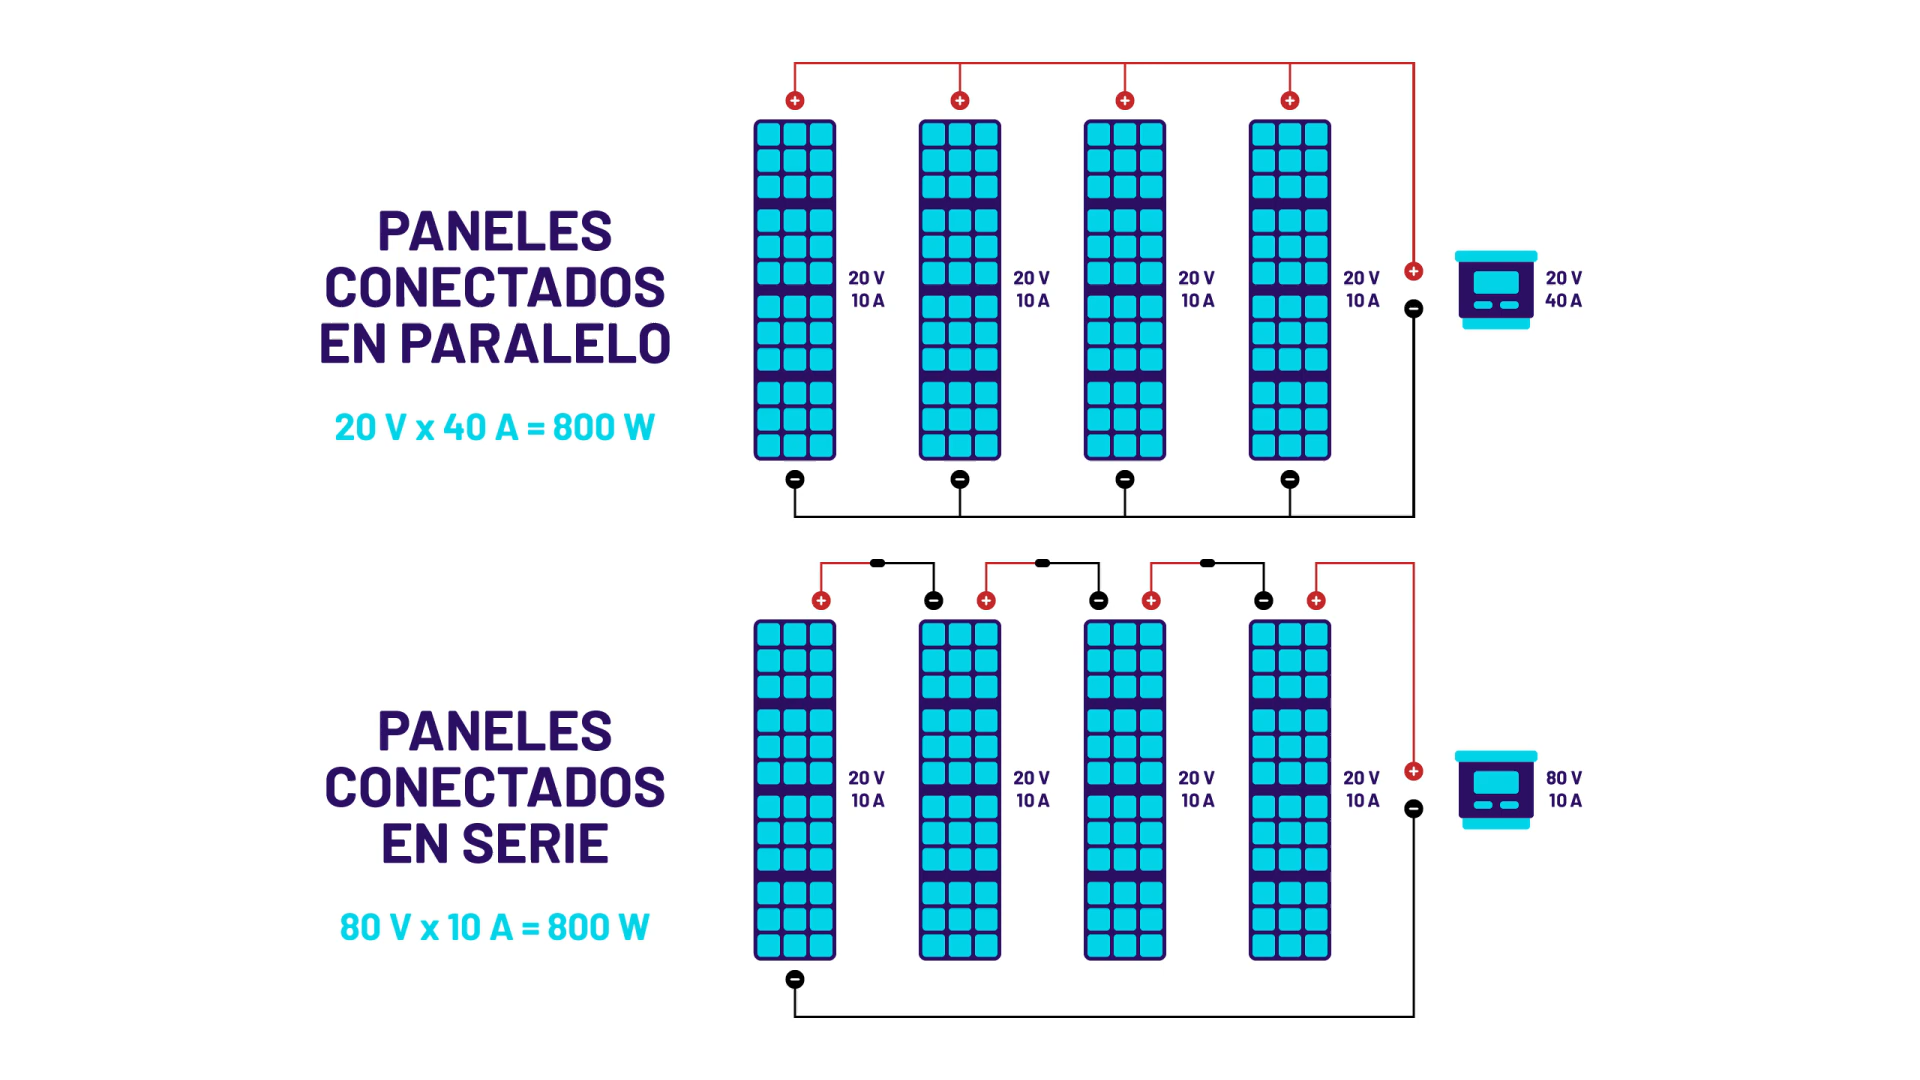 PANELES
CONECTADOS
EN PARALELO
20 V x 40 A = 800 W
+
+
+
+
20 V
10 A
20 V
10 A
20 V
10 A
20 V
10 A
+
−
20 V
40 A
−
−
−
−
PANELES
CONECTADOS
EN SERIE
80 V x 10 A = 800 W
+
−
+
−
+
−
+
20 V
10 A
20 V
10 A
20 V
10 A
20 V
10 A
+
−
80 V
10 A
−